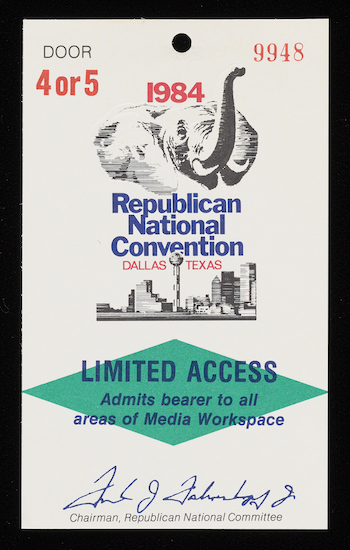 DOOR
4 or 5
9948
1984
Republican
National
Convention
DALLAS TEXAS
LIMITED ACCESS
Admits bearer to all
areas of Media Workspace
Frank J Fahrenkopf Jr
Chairman, Republican National Committee